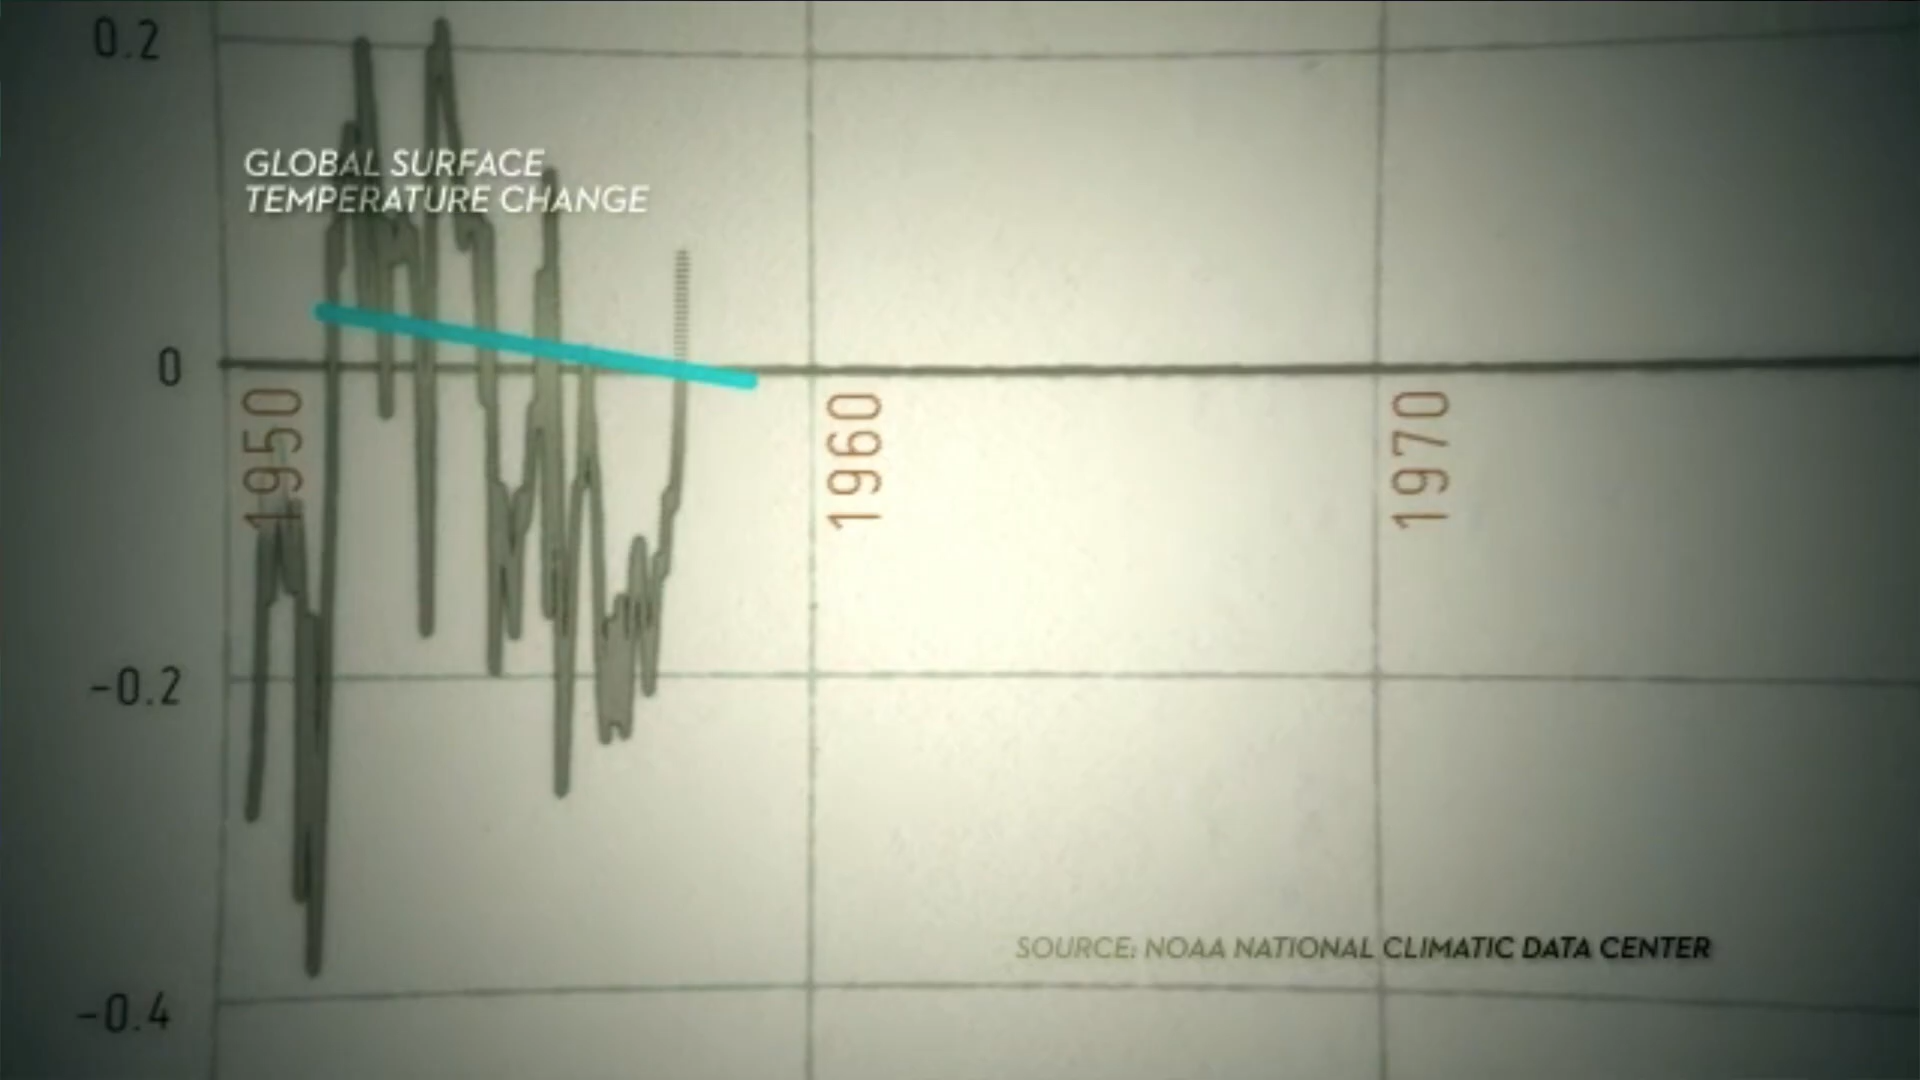 0.2
GLOBAL SURFACE
TEMPERATURE CHANGE
0
1950
1960
1970
-0.2
SOURCE: NOAA NATIONAL CLIMATIC DATA CENTER
-0.4